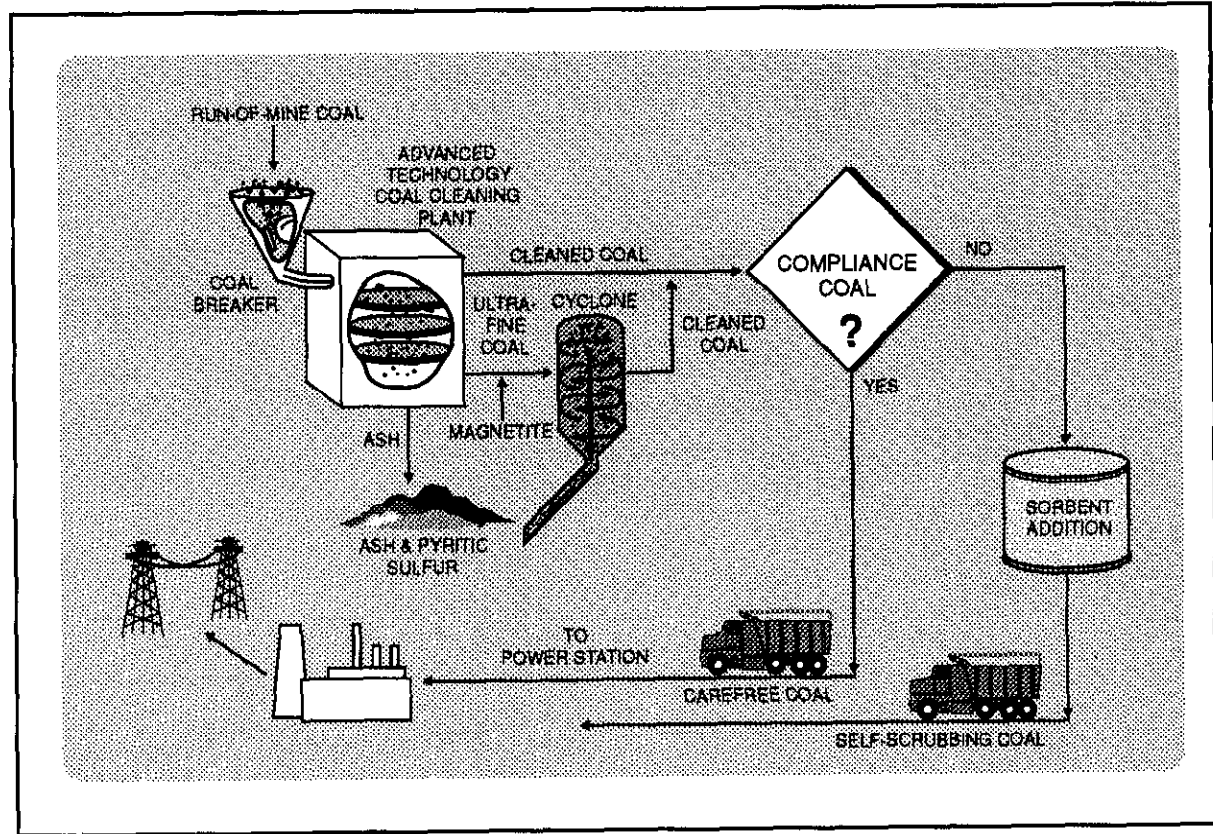 RUN-OF-MINE COAL
ADVANCED
TECHNOLOGY
COAL CLEANING
PLANT
COAL
BREAKER
CLEANED COAL
ULTRA-
FINE
COAL
CYCLONE
CLEANED
COAL
COMPLIANCE
COAL
?
NO
YES
ASH
MAGNETITE
ASH & PYRITIC
SULFUR
SORBENT
ADDITION
TO
POWER STATION
CAREFREE COAL
SELF-SCRUBBING COAL